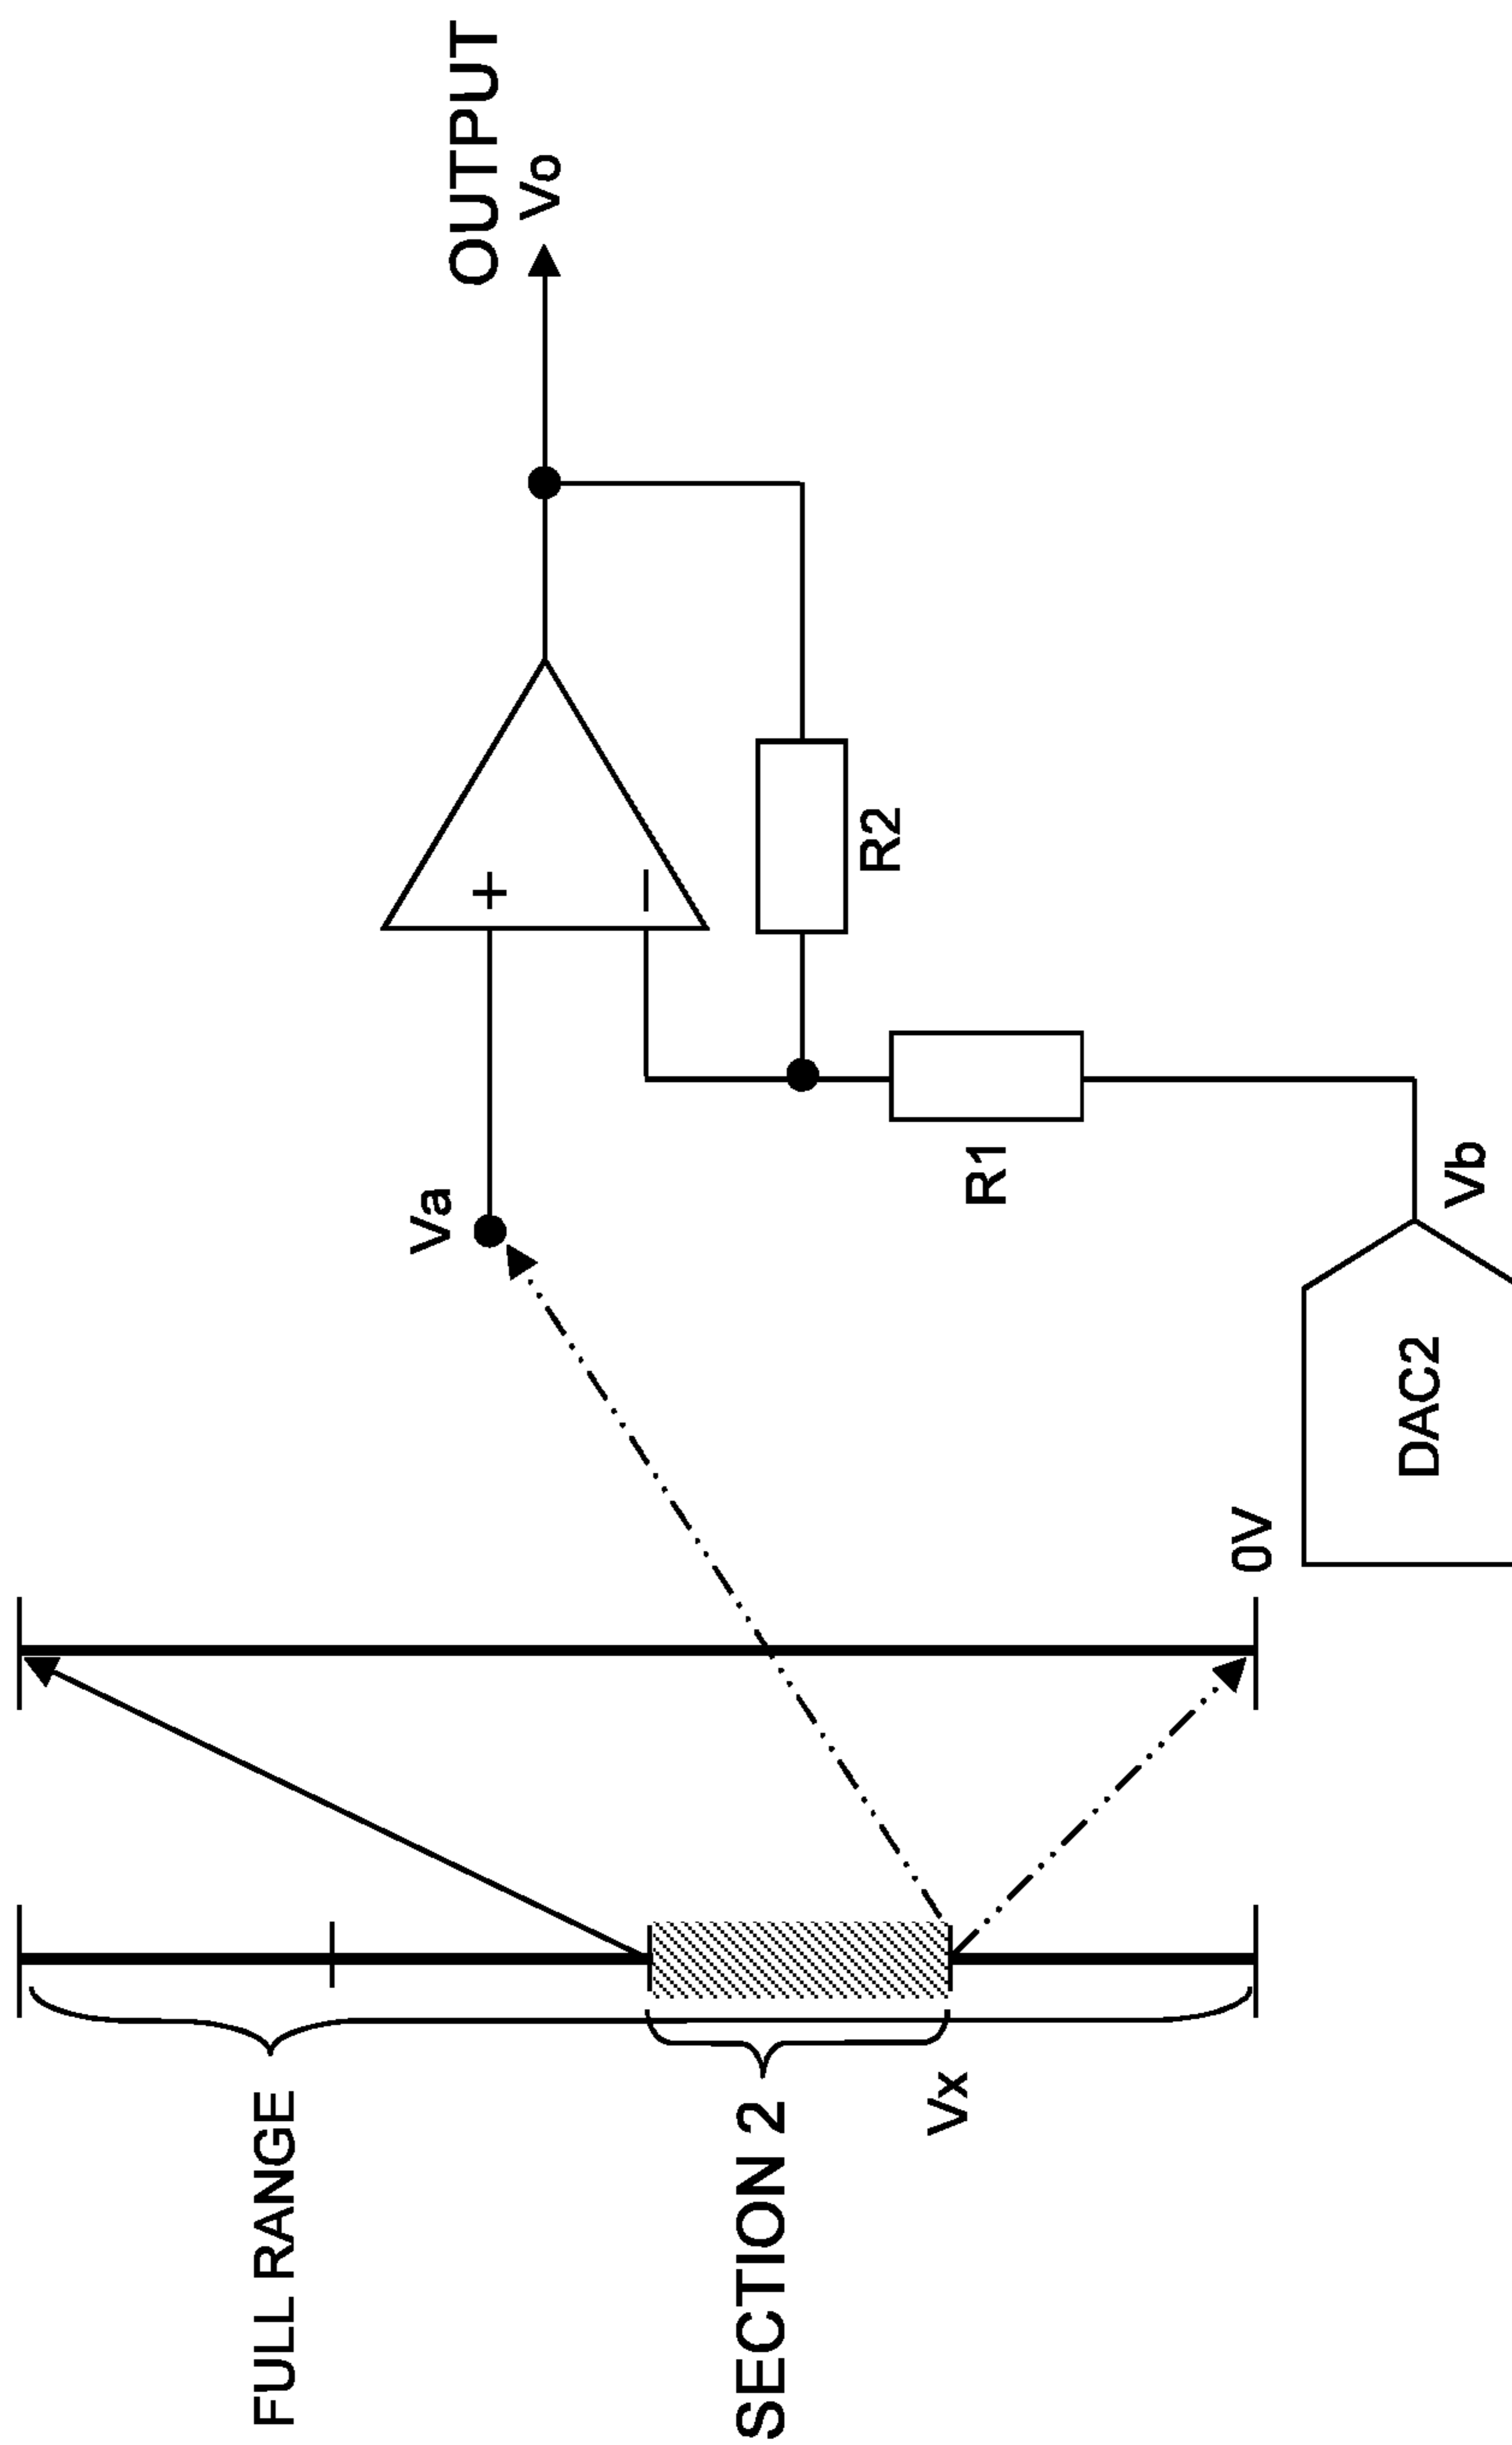 FULL RANGE
SECTION 2
Vx
0V
DAC2
Vb
Va
R1
+
−
R2
OUTPUT
Vo